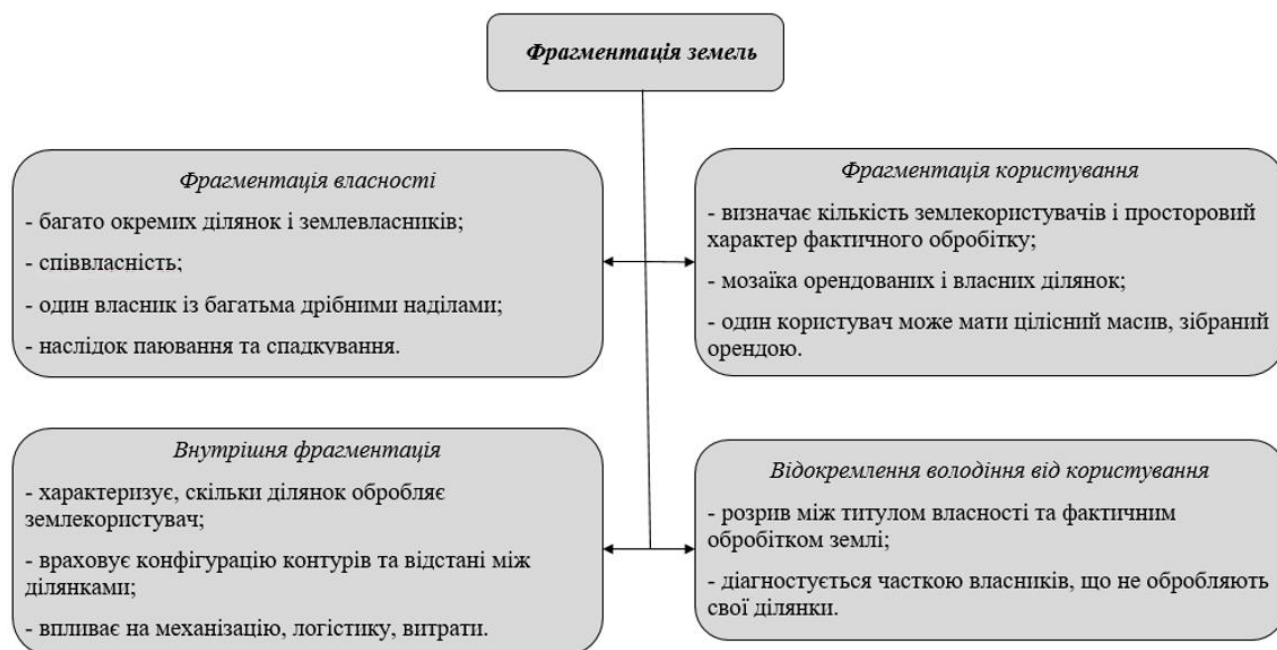 Фрагментація земель
Фрагментація власності
- багато окремих ділянок і землевласників;
- співвласність;
- один власник із багатьма дрібними наділами;
- наслідок паювання та спадкування.
Фрагментація користування
- визначає кількість землекористувачів і просторовий
характер фактичного обробітку;
- мозаїка орендованих і власних ділянок;
- один користувач може мати цілісний масив, зібраний
орендою.
Внутрішня фрагментація
- характеризує, скільки ділянок обробляє
землекористувач;
- враховує конфігурацію контурів та відстані між
ділянками;
- впливає на механізацію, логістику, витрати.
Відокремлення володіння від користування
- розрив між титулом власності та фактичним
обробітком землі;
- діагностується часткою власників, що не обробляють
свої ділянки.